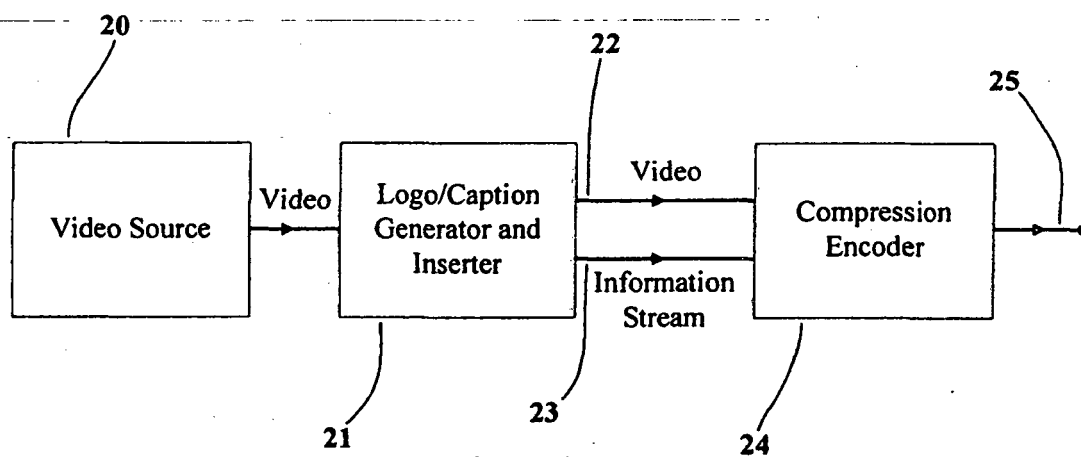 20
22
25
Video Source
Video
Logo/Caption
Generator and
Inserter
Video
Information
Stream
Compression
Encoder
21
23
24